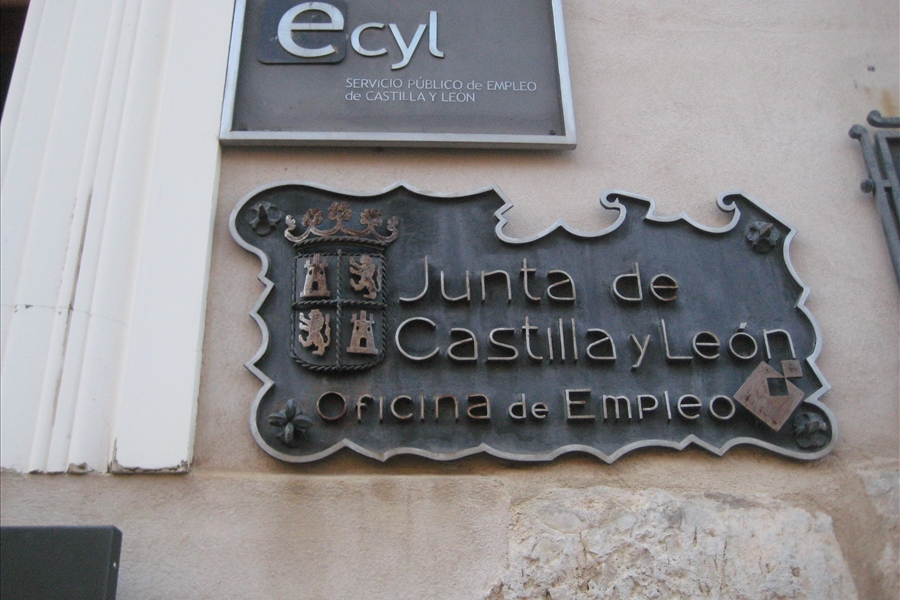 ecyl
SERVICIO PÚBLICO de EMPLEO
de CASTILLA Y LEÓN
Junta de
Castilla y León
Oficina de Empleo